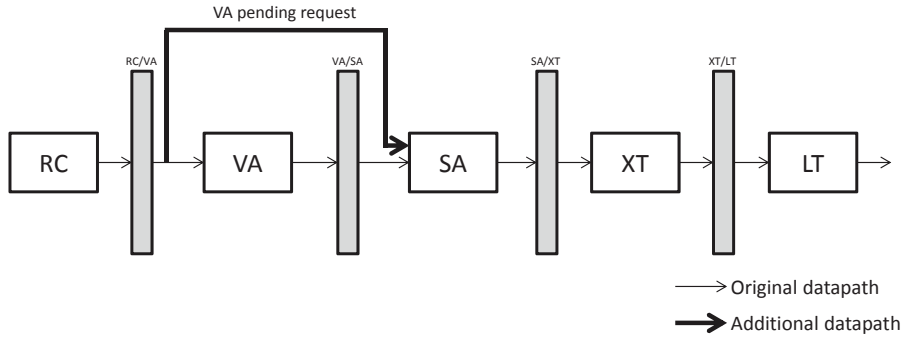 VA pending request
RC/VA
VA/SA
SA/XT
XT/LT
RC
VA
SA
XT
LT
Original datapath
Additional datapath